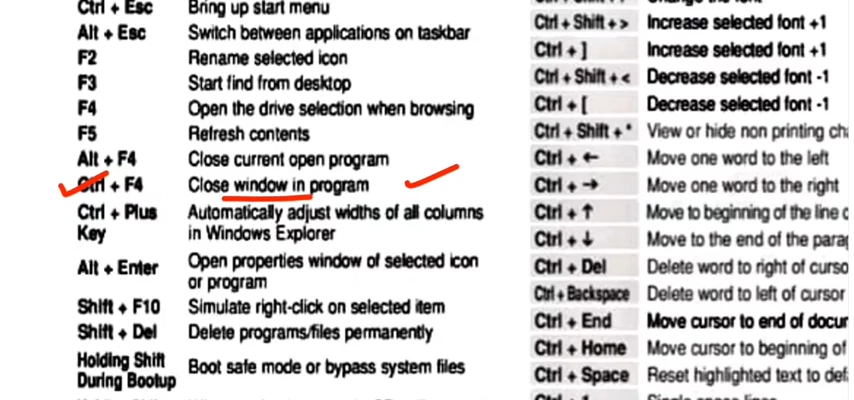 Ctrl + Esc Bring up start menu
Alt + Esc Switch between applications on taskbar
F2 Rename selected icon
F3 Start find from desktop
F4 Open the drive selection when browsing
F5 Refresh contents
Alt + F4 Close current open program
Ctrl + F4 Close window in program
Ctrl + Plus Automatically adjust widths of all columns
Key in Windows Explorer
Alt + Enter Open properties window of selected icon
or program
Shift + F10 Simulate right-click on selected item
Shift + Del Delete programs/files permanently
Holding Shift Boot safe mode or bypass system files
During Bootup
Ctrl + Shift + > Increase selected font +1
Ctrl + ] Increase selected font +1
Ctrl + Shift + < Decrease selected font -1
Ctrl + [ Decrease selected font -1
Ctrl + Shift + * View or hide non printing cha
Ctrl + ← Move one word to the left
Ctrl + → Move one word to the right
Ctrl + ↑ Move to beginning of the line o
Ctrl + ↓ Move to the end of the parag
Ctrl + Del Delete word to right of curso
Ctrl + Backspace Delete word to left of cursor
Ctrl + End Move cursor to end of docum
Ctrl + Home Move cursor to beginning of
Ctrl + Space Reset highlighted text to defa